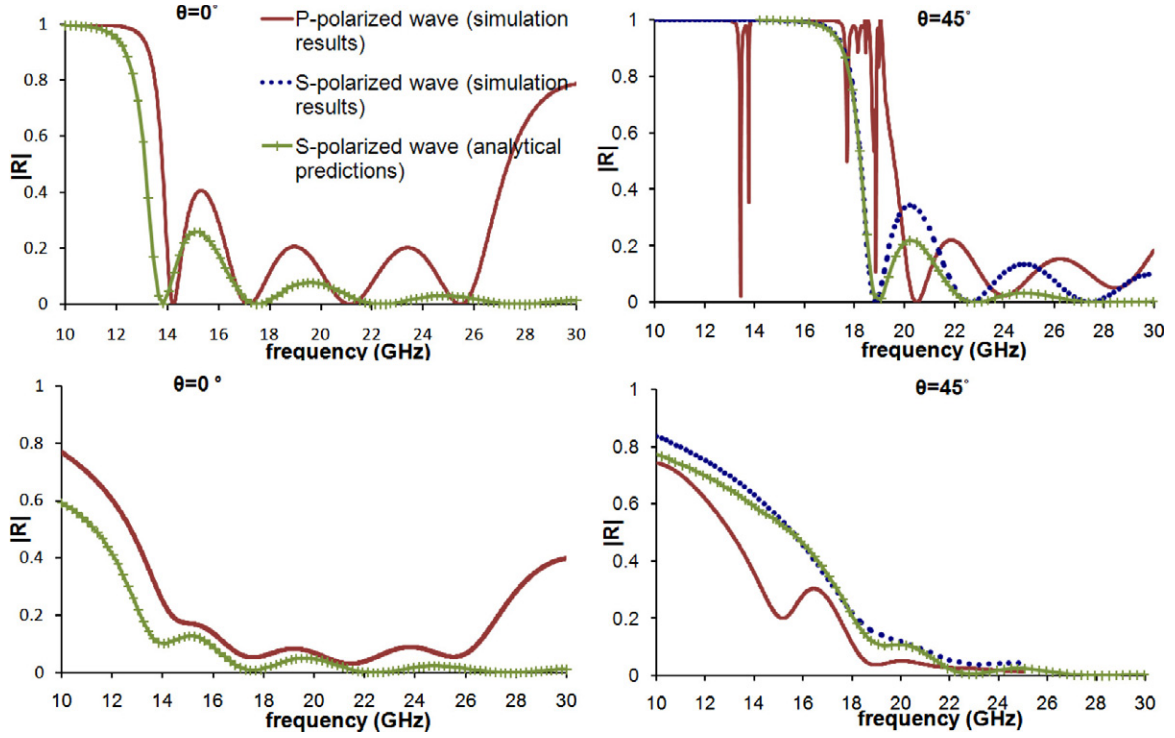 θ=0°
1
0.8
0.6
0.4
0.2
0
|R|
10 12 14 16 18 20 22 24 26 28 30
frequency (GHz)
P-polarized wave (simulation
results)
S-polarized wave (simulation
results)
S-polarized wave (analytical
predictions)
θ=45°
1
0.8
0.6
0.4
0.2
0
|R|
10 12 14 16 18 20 22 24 26 28 30
frequency (GHz)
θ=0 °
1
0.8
0.6
0.4
0.2
0
|R|
10 12 14 16 18 20 22 24 26 28 30
frequency (GHz)
θ=45°
1
0.8
0.6
0.4
0.2
0
|R|
10 12 14 16 18 20 22 24 26 28 30
frequency (GHz)